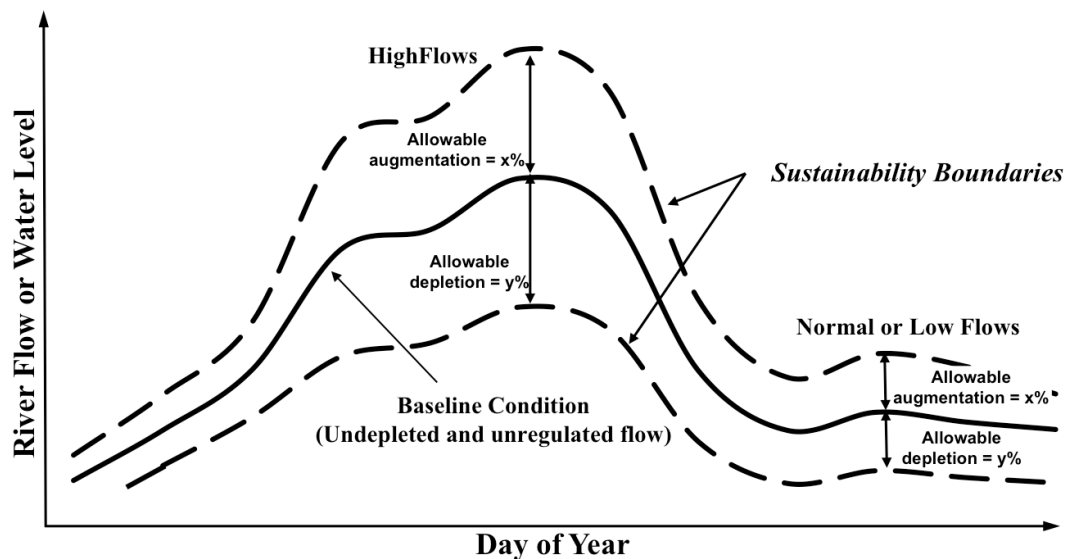 HighFlows
Allowable
augmentation = x%
Sustainability Boundaries
Allowable
depletion = y%
Normal or Low Flows
Allowable
augmentation = x%
Baseline Condition
(Undepleted and unregulated flow)
Allowable
depletion = y%
River Flow or Water Level
Day of Year